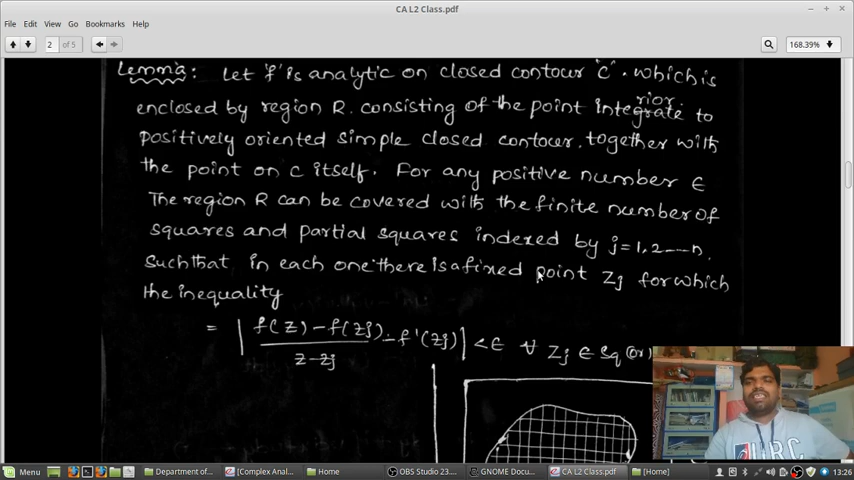 CA L2 Class.pdf
File Edit View Go Bookmarks Help
2 of 5
168.39%
Lemma: Let 'f' is analytic on closed contour 'c'. which is
enclosed by region R. consisting of the point integrate rior. to
positively oriented simple closed contour. together with
the point on c itself. For any positive number ∈
The region R can be covered with the finite number of
squares and partial squares indexed by j=1,2---n.
Such that in each one there is a fixed point Zj for which
the inequality
= | f(z)-f(zj) / z-zj - f'(zj) | < ∈ ∀ Zj ∈ Sq (or)
Menu
Department of...
[Complex Anal...
Home
OBS Studio 23....
GNOME Docu...
CA L2 Class.pdf
[Home]
13:26